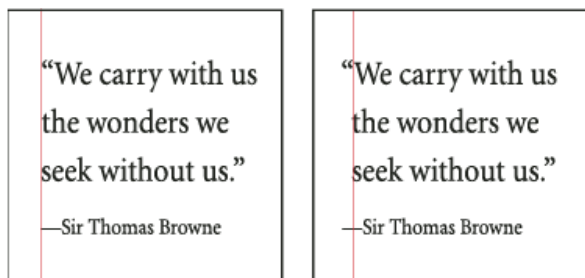 “We carry with us
the wonders we
seek without us.”
—Sir Thomas Browne
“We carry with us
the wonders we
seek without us.”
—Sir Thomas Browne